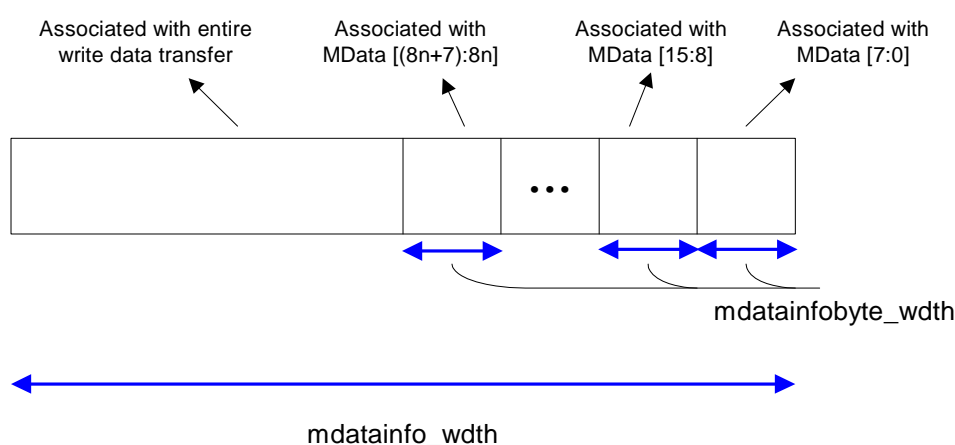 Associated with entire
write data transfer
Associated with
MData [(8n+7):8n]
Associated with
MData [15:8]
Associated with
MData [7:0]
...
mdatainfobyte_wdth
mdatainfo_wdth